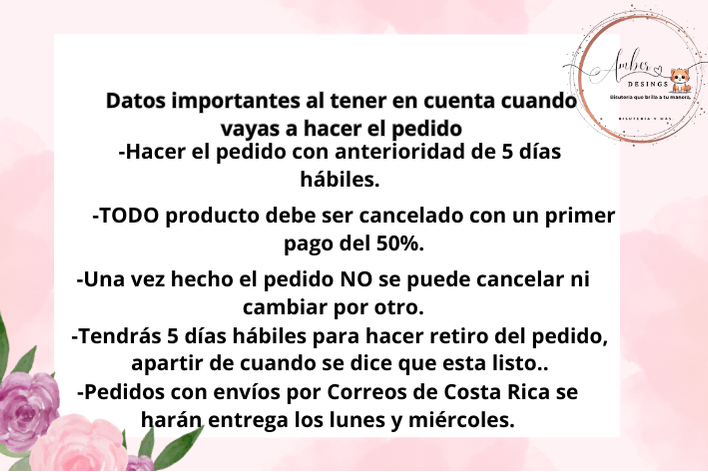 Amber
DESINGS
Bisuteria que brilla a tu manera.
BISUTERIA Y MAS
Datos importantes al tener en cuenta cuando
vayas a hacer el pedido
-Hacer el pedido con anterioridad de 5 días
hábiles.
-TODO producto debe ser cancelado con un primer
pago del 50%.
-Una vez hecho el pedido NO se puede cancelar ni
cambiar por otro.
-Tendrás 5 días hábiles para hacer retiro del pedido,
apartir de cuando se dice que esta listo..
-Pedidos con envíos por Correos de Costa Rica se
harán entrega los lunes y miércoles.